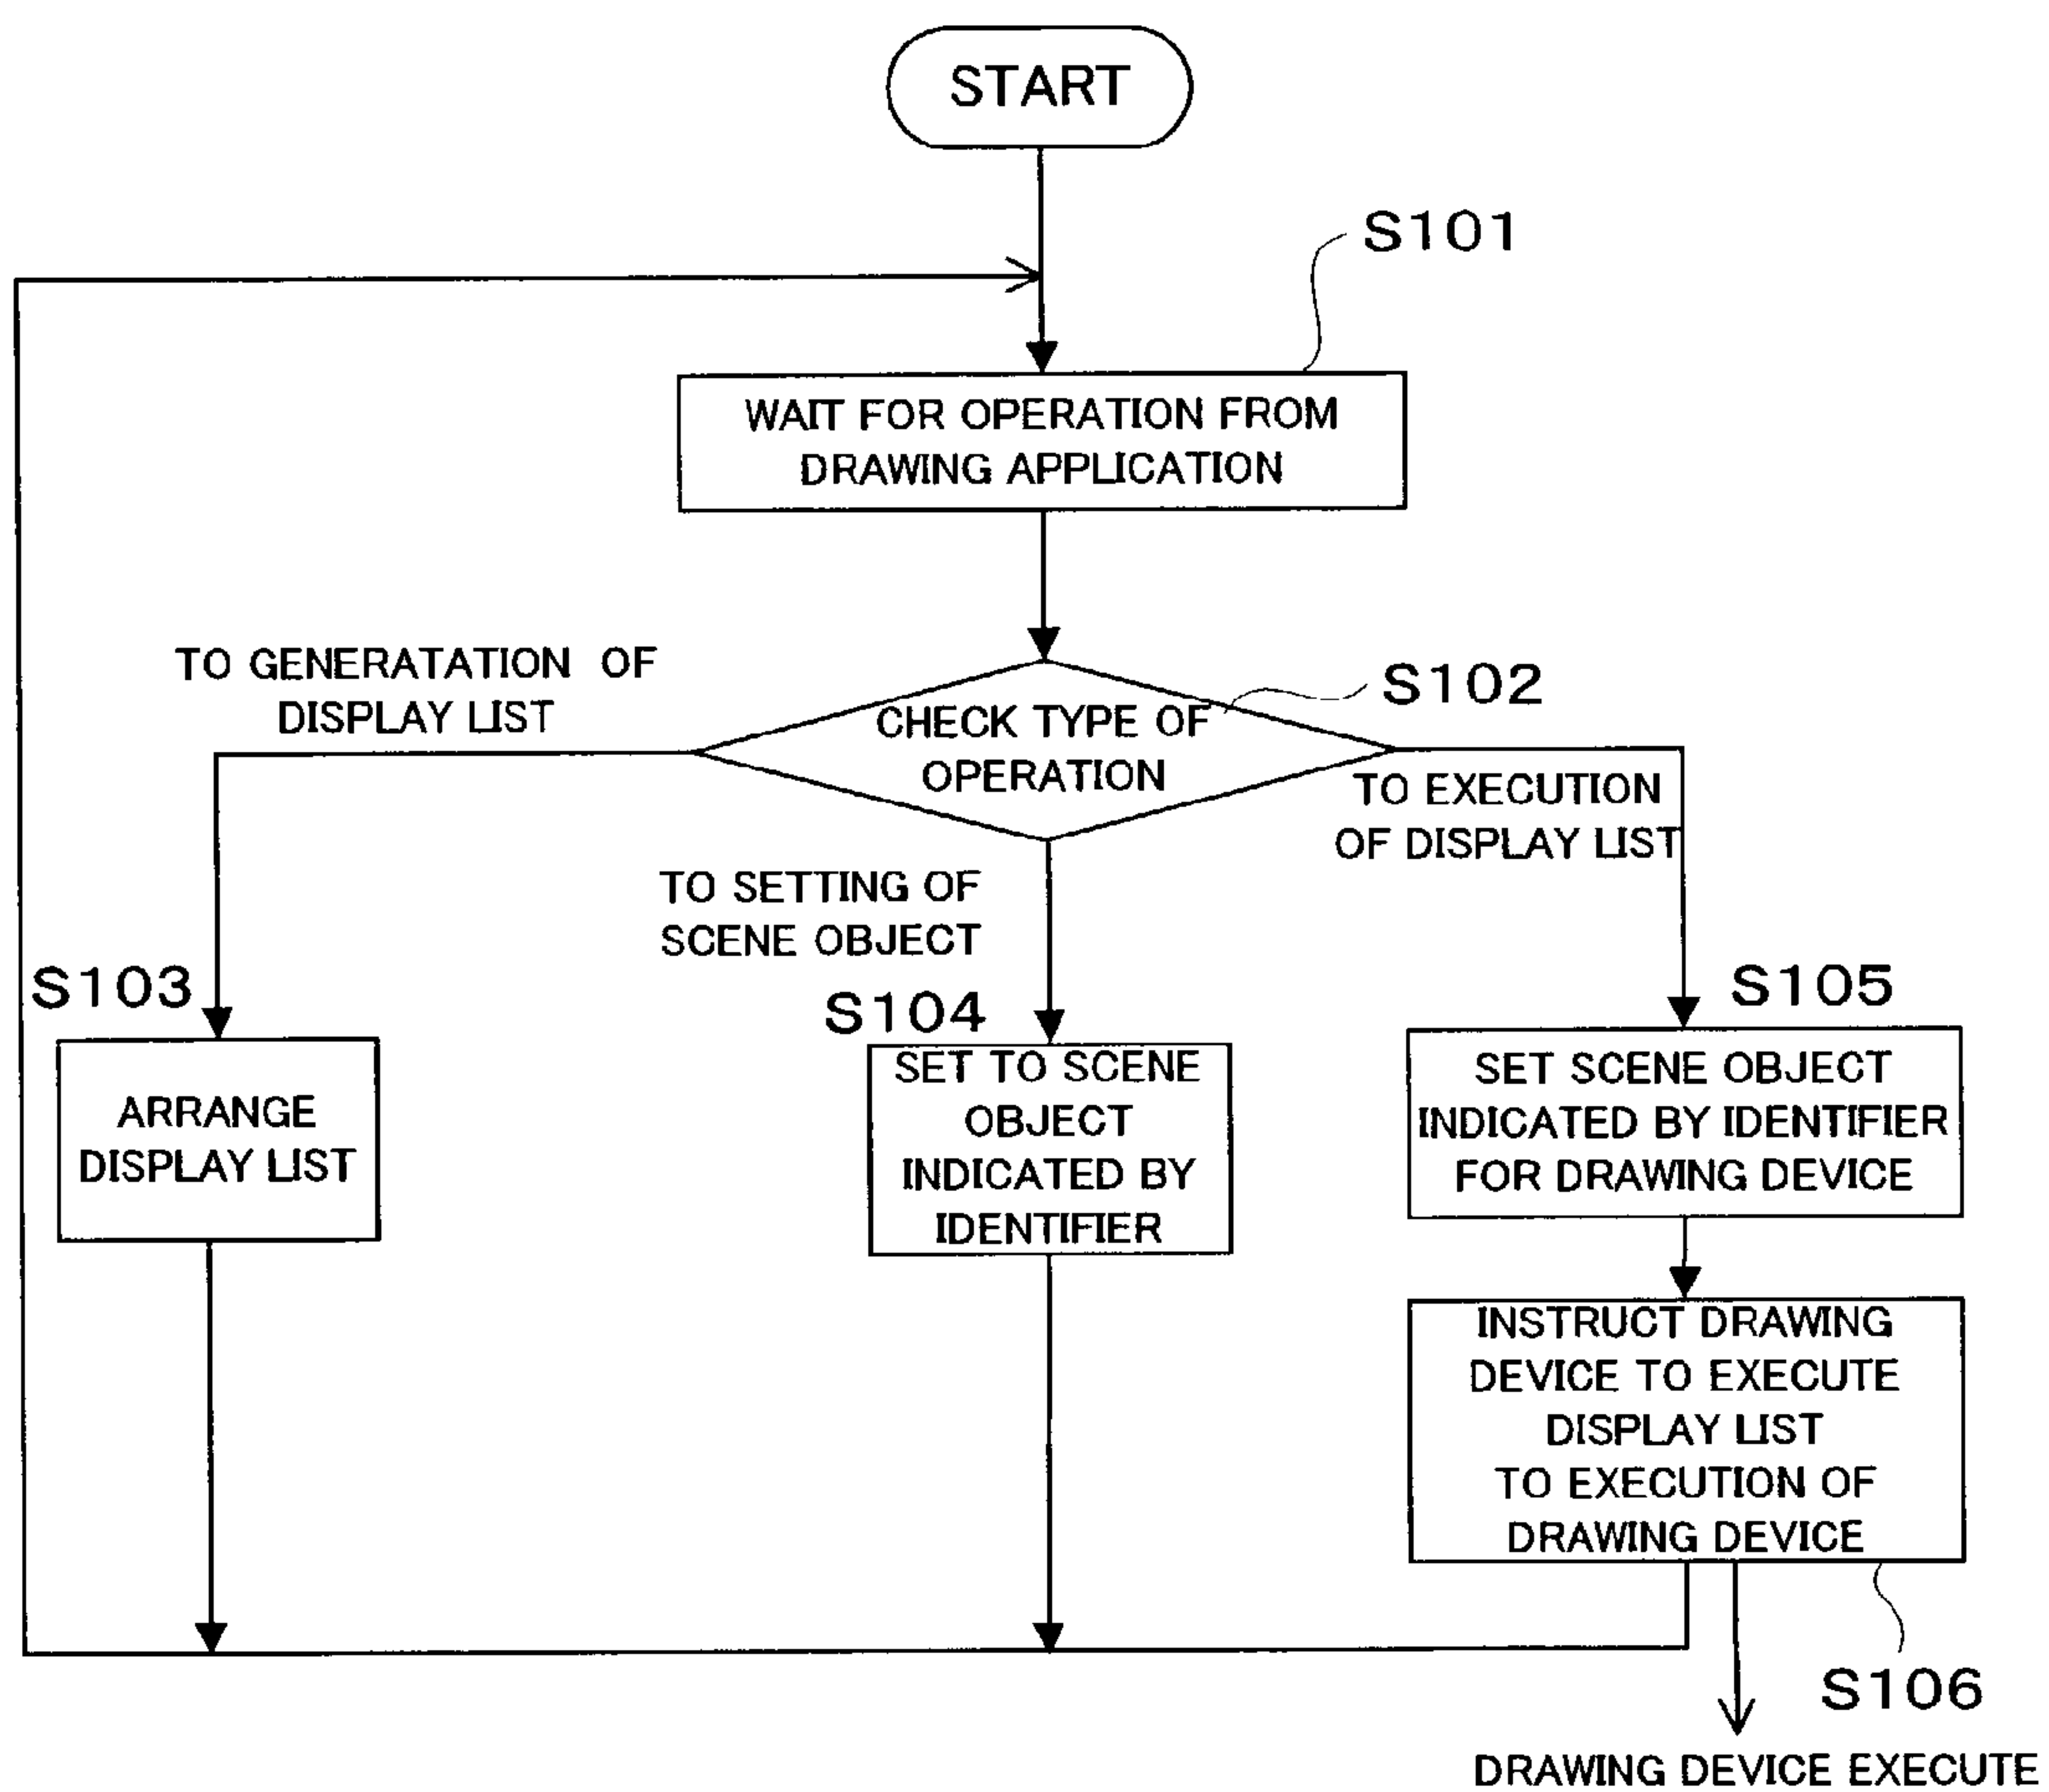 START
S101
WAIT FOR OPERATION FROM
DRAWING APPLICATION
TO GENERATATION OF
DISPLAY LIST
S102
CHECK TYPE OF
OPERATION
TO EXECUTION
OF DISPLAY LIST
TO SETTING OF
SCENE OBJECT
S103
ARRANGE
DISPLAY LIST
S104
SET TO SCENE
OBJECT
INDICATED BY
IDENTIFIER
S105
SET SCENE OBJECT
INDICATED BY IDENTIFIER
FOR DRAWING DEVICE
INSTRUCT DRAWING
DEVICE TO EXECUTE
DISPLAY LIST
TO EXECUTION OF
DRAWING DEVICE
S106
DRAWING DEVICE EXECUTE